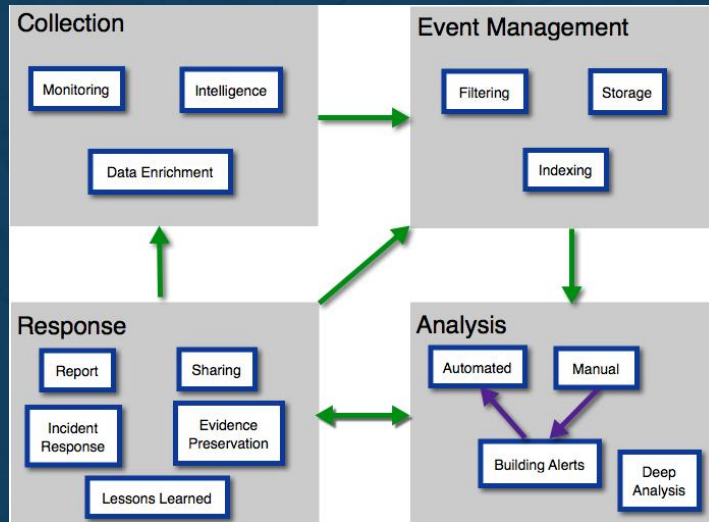 Collection
Monitoring
Intelligence
Data Enrichment
Event Management
Filtering
Storage
Indexing
Response
Report
Sharing
Incident
Response
Evidence
Preservation
Lessons Learned
Analysis
Automated
Manual
Building Alerts
Deep
Analysis